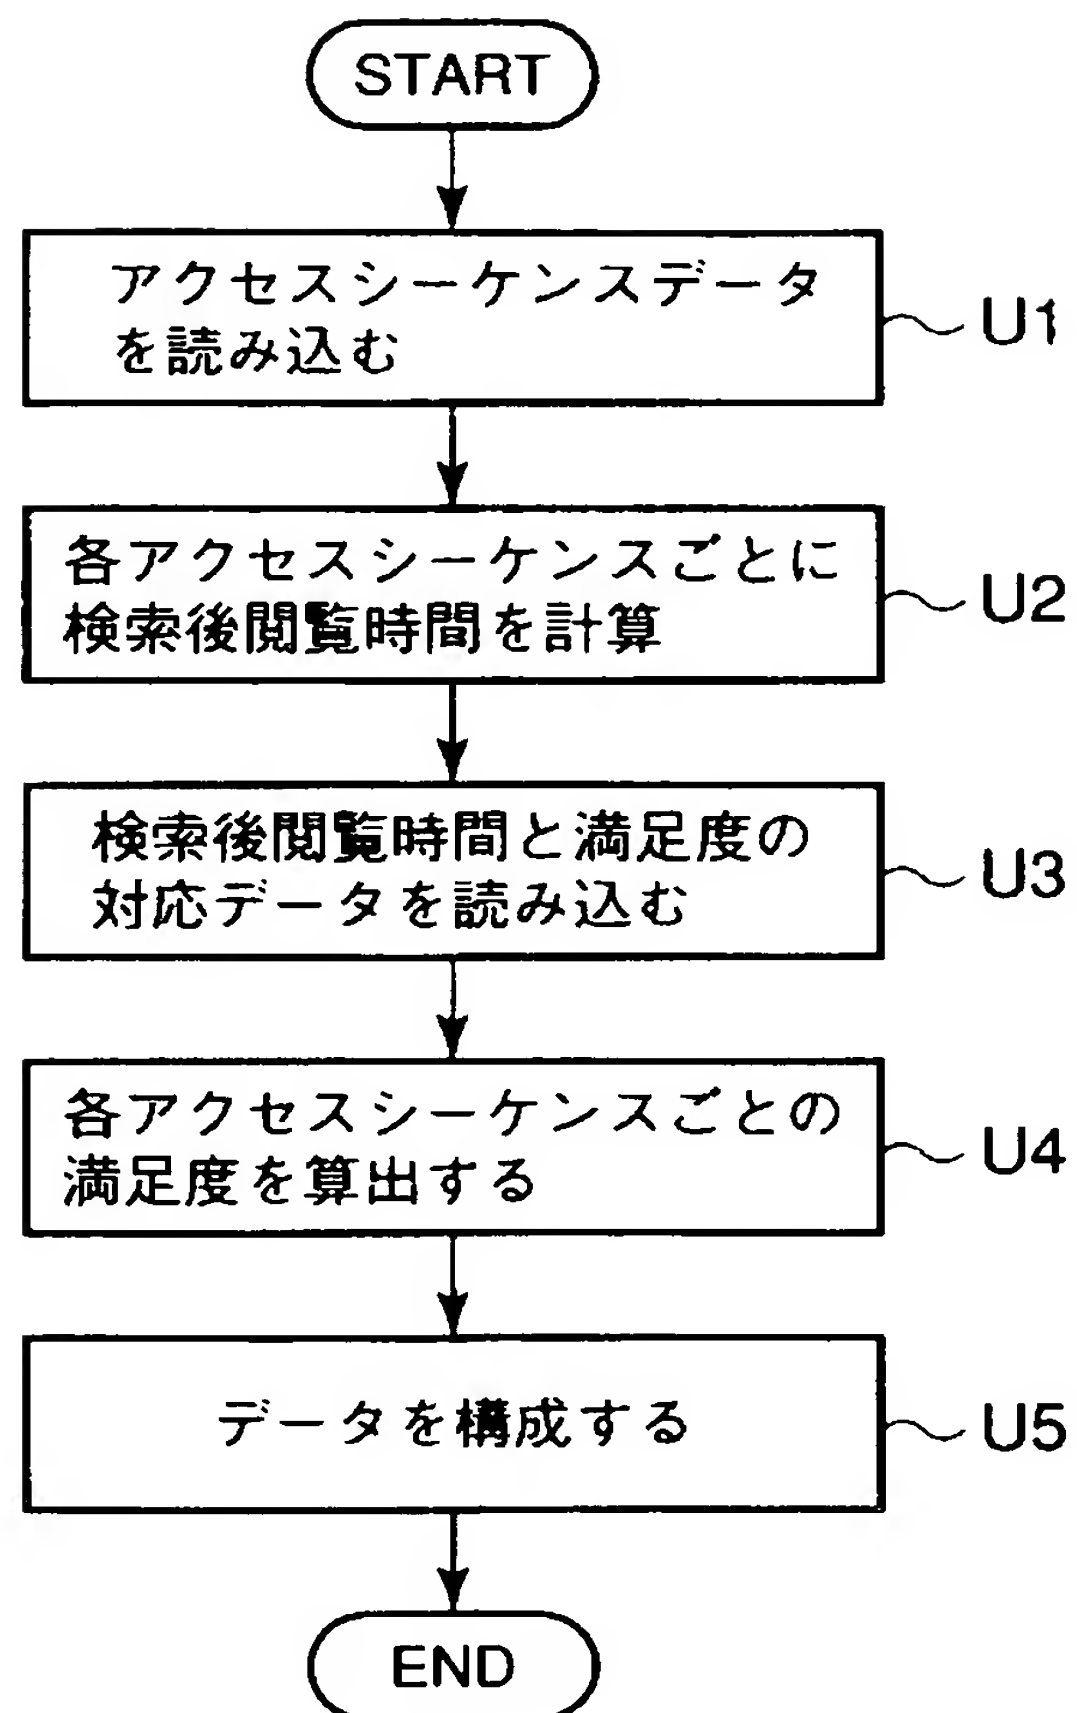 START
アクセスシーケンスデータ
を読み込む
U1
各アクセスシーケンスごとに
検索後閲覧時間を計算
U2
検索後閲覧時間と満足度の
対応データを読み込む
U3
各アクセスシーケンスごとの
満足度を算出する
U4
データを構成する
U5
END